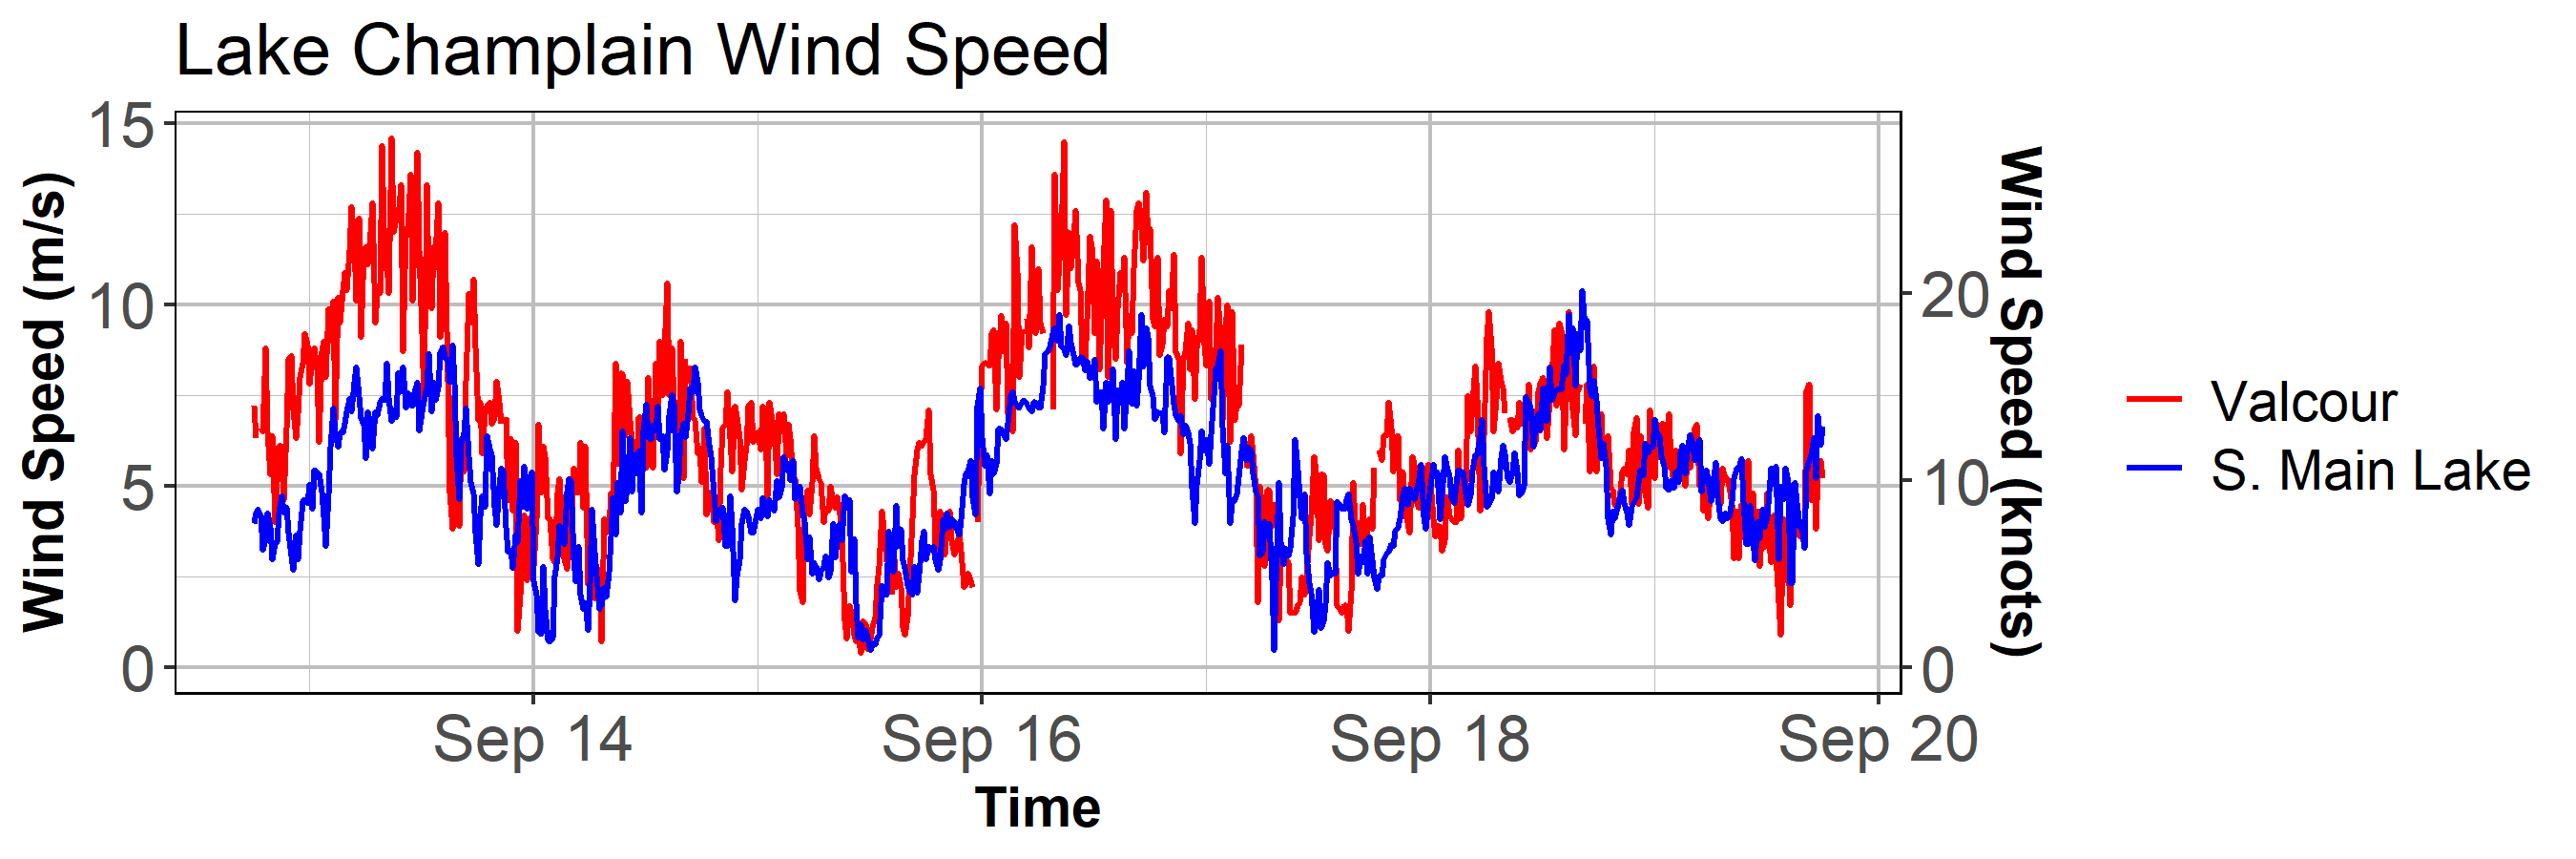 Lake Champlain Wind Speed
15
10
5
0
Wind Speed (m/s)
20
10
0
Wind Speed (knots)
Sep 14
Sep 16
Sep 18
Sep 20
Time
Valcour
S. Main Lake